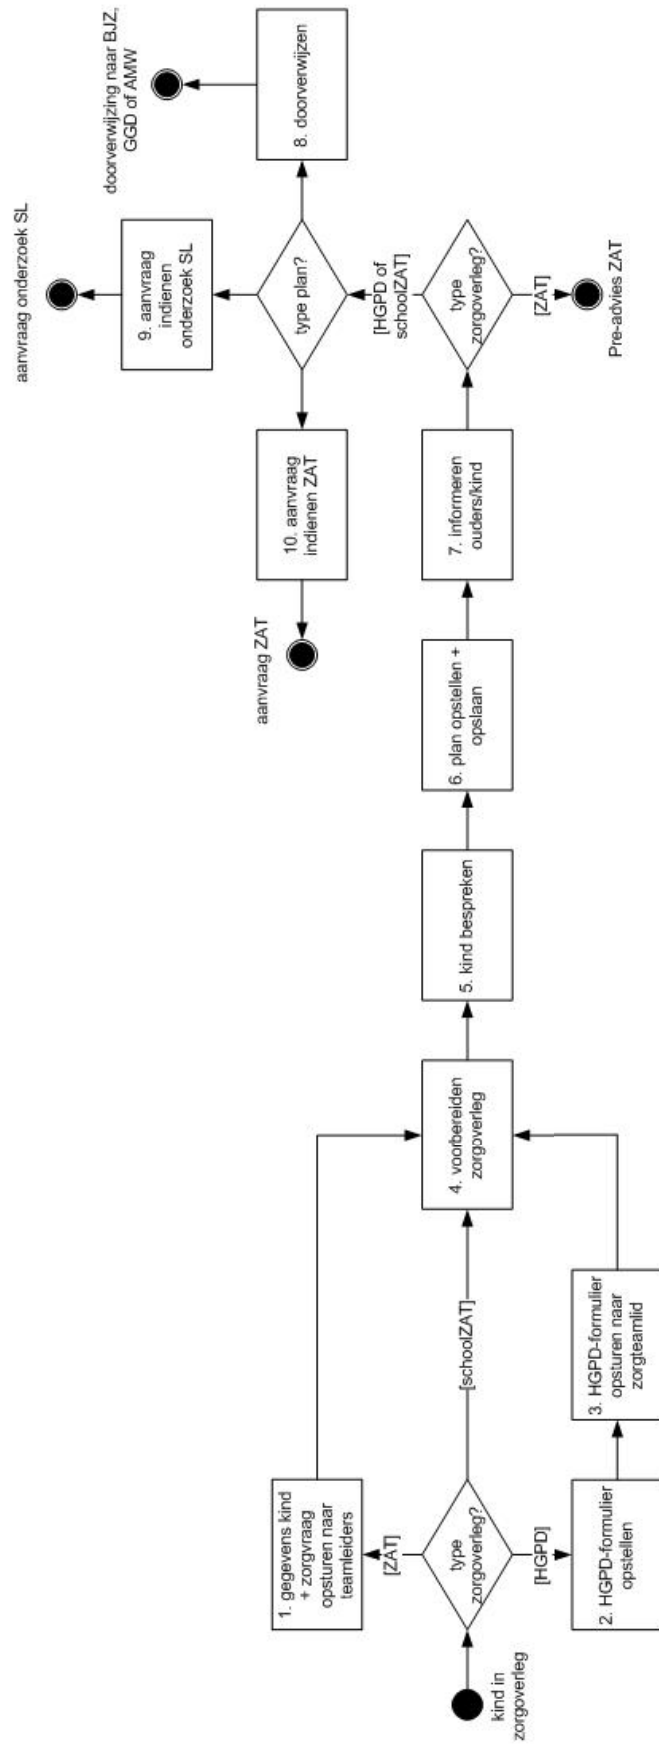 kind in
zorgoverleg
type
zorgoverleg?
[ZAT]
[schoolZAT]
[HGPD]
1. gegevens kind
+ zorgvraag
opsturen naar
teamleiders
2. HGPD-formulier
opstellen
3. HGPD-formulier
opsturen naar
zorgteamlid
4. voorbereiden
zorgoverleg
5. kind bespreken
6. plan opstellen +
opslaan
7. informeren
ouders/kind
type
zorgoverleg?
[HGPD of
schoolZAT]
[ZAT]
Pre-advies ZAT
type plan?
10. aanvraag
indienen ZAT
aanvraag ZAT
9. aanvraag
indienen
onderzoek SL
aanvraag onderzoek SL
8. doorverwijzen
doorverwijzing naar BJZ,
GGD of AMW